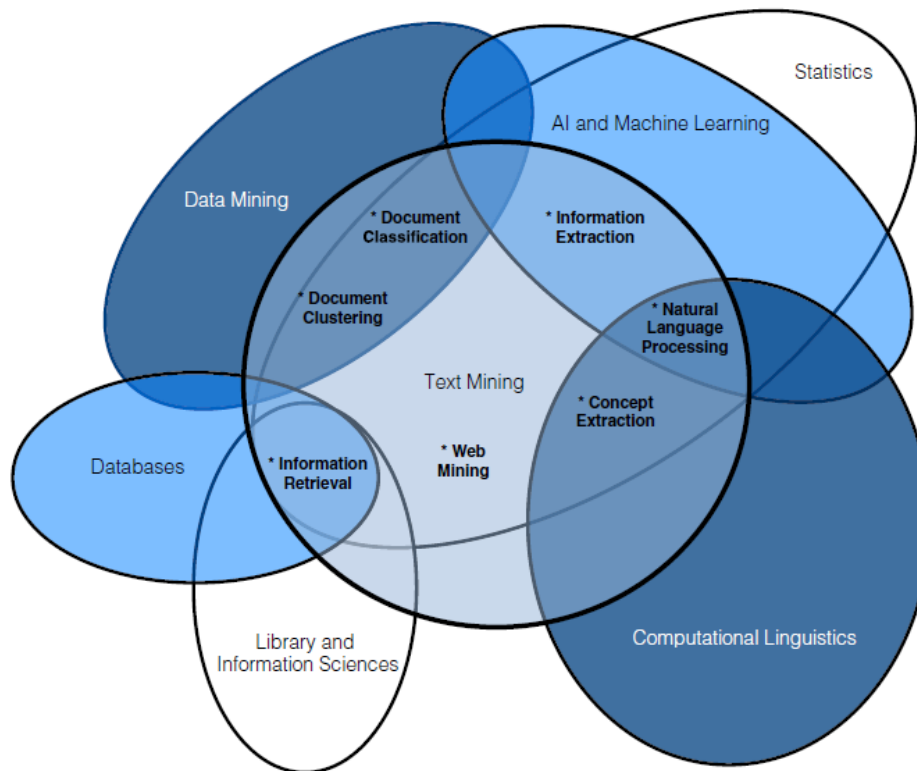 Statistics
AI and Machine Learning
Data Mining
* Document
Classification
* Information
Extraction
* Document
Clustering
* Natural
Language
Processing
Text Mining
* Concept
Extraction
* Web
Mining
Databases
* Information
Retrieval
Library and
Information Sciences
Computational Linguistics